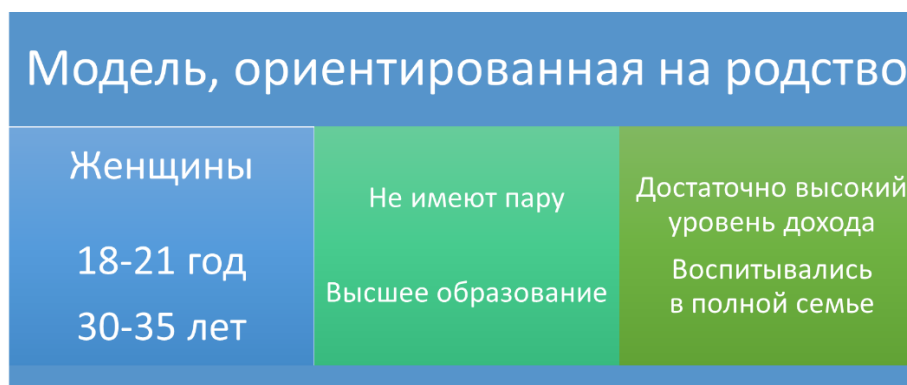 Модель, ориентированная на родство
Женщины
18-21 год
30-35 лет
Не имеют пару
Высшее образование
Достаточно высокий
уровень дохода
Воспитывались
в полной семье